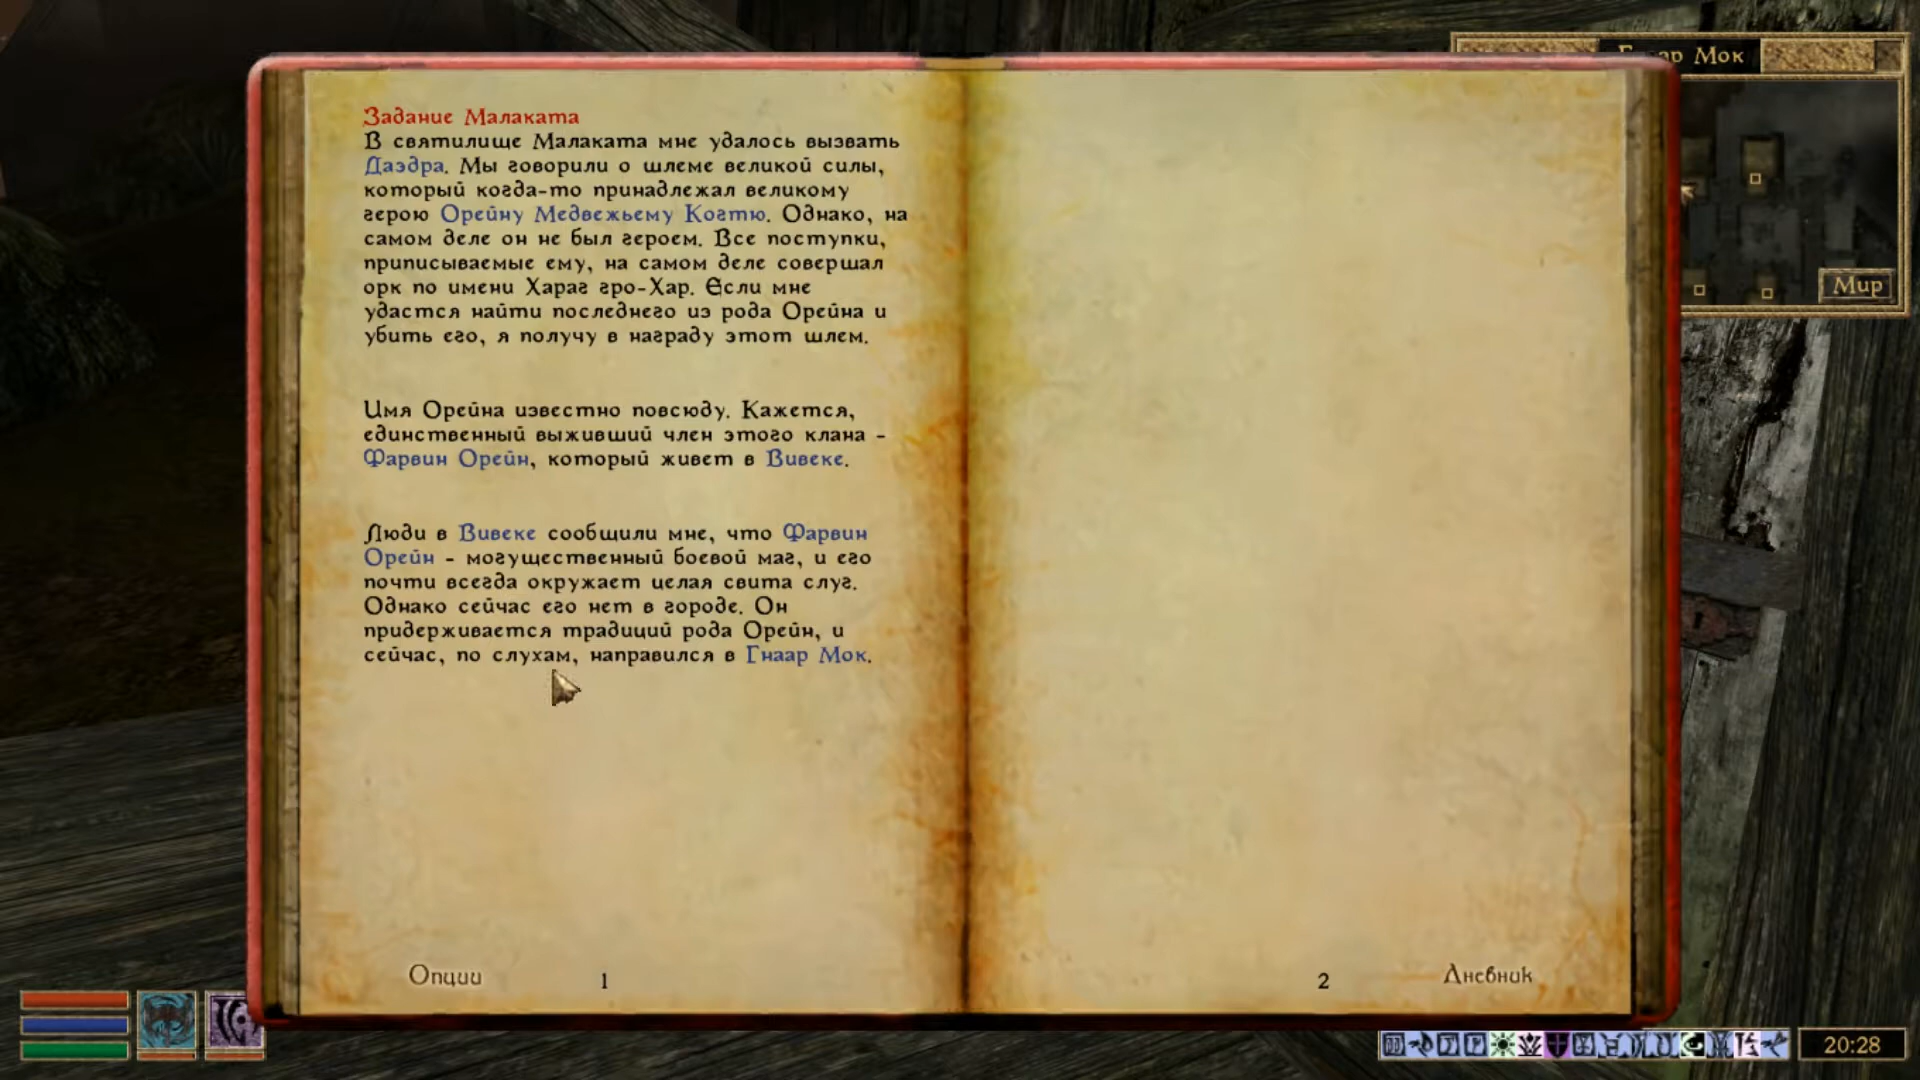 Мок
Задание Малаката
В святилище Малаката мне удалось вызвать
Даэдра. Мы говорили о шлеме великой силы,
который когда-то принадлежал великому
герою Орейну Медвежьему Когтю. Однако, на
самом деле он не был героем. Все поступки,
приписываемые ему, на самом деле совершал
орк по имени Хараг гро-Хар. Если мне
удастся найти последнего из рода Орейна и
убить его, я получу в награду этот шлем.
Имя Орейна известно повсюду. Кажется,
единственный выживший член этого клана -
Фарвин Орейн, который живет в Вивеке.
Люди в Вивеке сообщили мне, что Фарвин
Орейн - могущественный боевой маг, и его
почти всегда окружает целая свита слуг.
Однако сейчас его нет в городе. Он
придерживается традиций рода Орейн, и
сейчас, по слухам, направился в Гнаар Мок.
Мир
Опции
1
2
Дневник
20:28